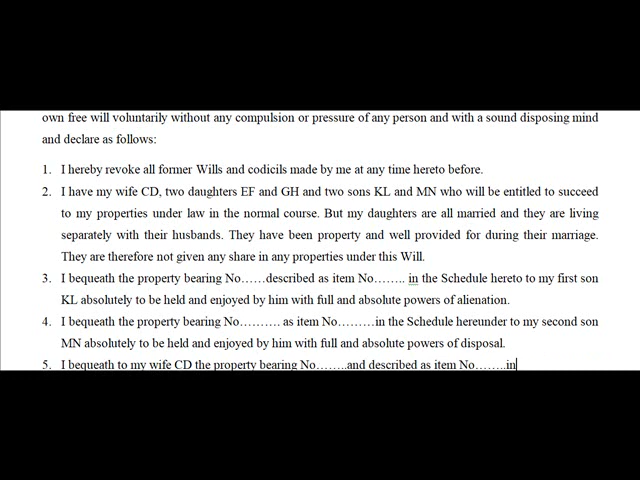 own free will voluntarily without any compulsion or pressure of any person and with a sound disposing mind
and declare as follows:
1. I hereby revoke all former Wills and codicils made by me at any time hereto before.
2. I have my wife CD, two daughters EF and GH and two sons KL and MN who will be entitled to succeed
to my properties under law in the normal course. But my daughters are all married and they are living
separately with their husbands. They have been property and well provided for during their marriage.
They are therefore not given any share in any properties under this Will.
3. I bequeath the property bearing No……described as item No…….. in the Schedule hereto to my first son
KL absolutely to be held and enjoyed by him with full and absolute powers of alienation.
4. I bequeath the property bearing No………. as item No………in the Schedule hereunder to my second son
MN absolutely to be held and enjoyed by him with full and absolute powers of disposal.
5. I bequeath to my wife CD the property bearing No……..and described as item No……..in